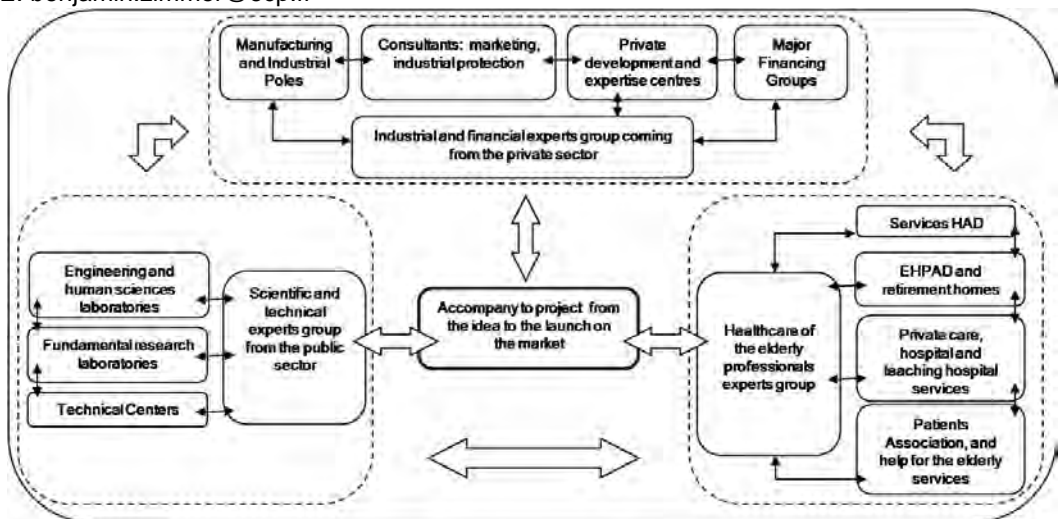 Manufacturing
and Industrial
Poles
Consultants: marketing,
industrial protection
Private
development and
expertise centres
Major
Financing
Groups
Industrial and financial experts group coming
from the private sector
Engineering and
human sciences
laboratories
Fundamental research
laboratories
Technical Centers
Scientific and
technical
experts group
from the public
sector
Accompany to project from
the idea to the launch on
the market
Healthcare of
the elderly
professionals
experts group
Services HAD
EHPAD and
retirement homes
Private care,
hospital and
teaching hospital
services
Patients
Association, and
help for the elderly
services